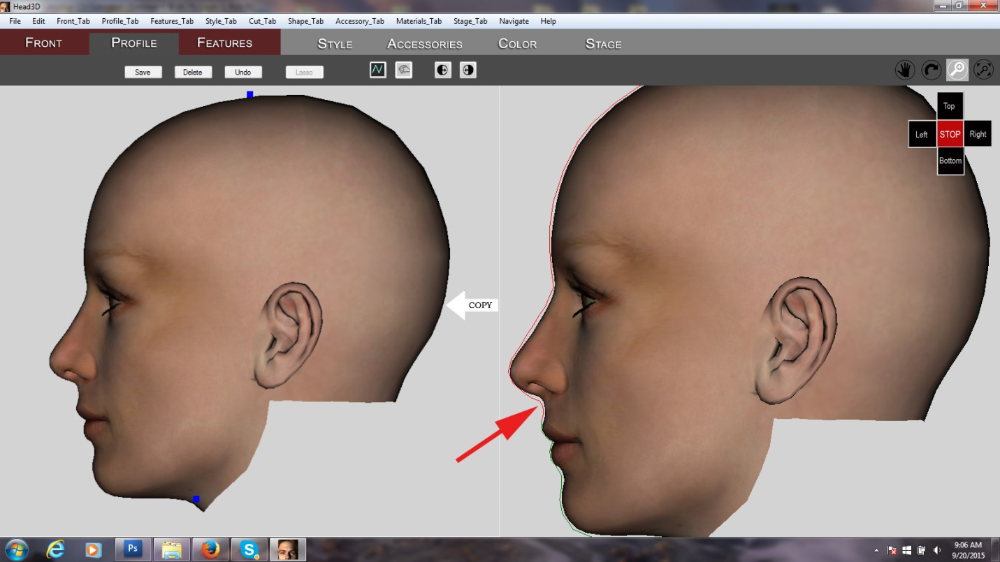 Head3D
File Edit Front_Tab Profile_Tab Features_Tab Style_Tab Cut_Tab Shape_Tab Accessory_Tab Materials_Tab Stage_Tab Navigate Help
FRONT PROFILE FEATURES STYLE ACCESSORIES COLOR STAGE
Save Delete Undo Lasso
Top
Left STOP Right
Bottom
COPY
Ps
9:06 AM
9/20/2015